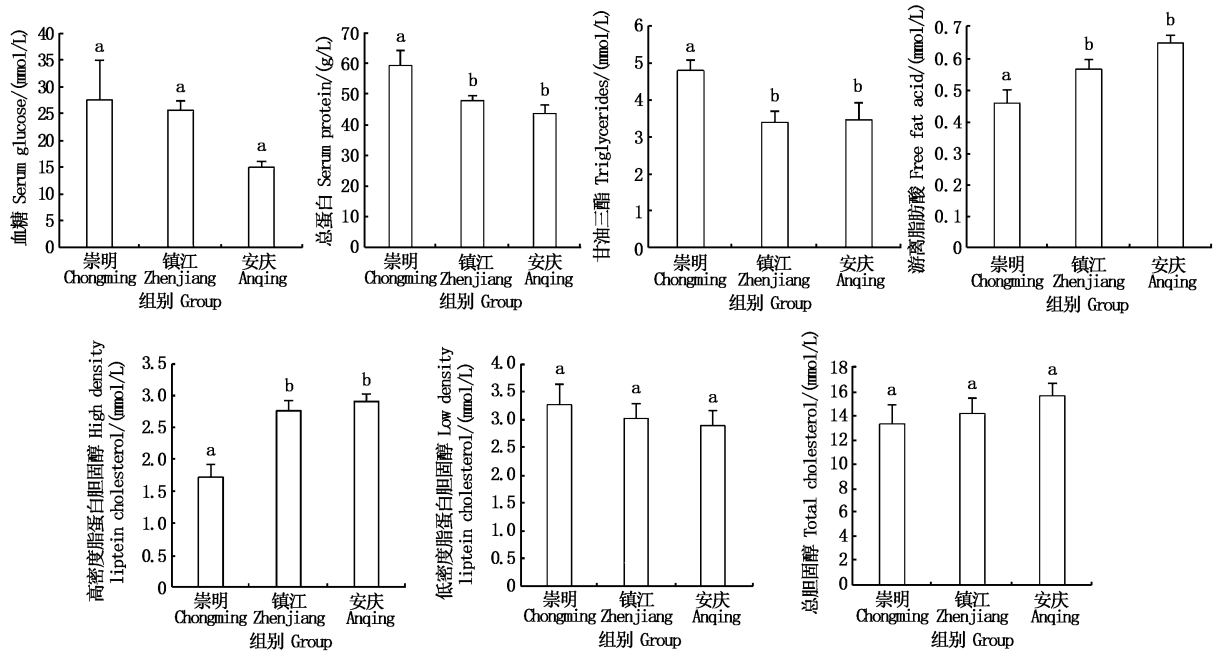 血糖 Serum glucose/(mmol/L)
40
35
30
25
20
15
10
5
0
a
a
a
崇明 镇江 安庆
Chongming Zhenjiang Anqing
组别 Group
总蛋白 Serum protein/(g/L)
70
60
50
40
30
20
10
0
a
b
b
崇明 镇江 安庆
Chongming Zhenjiang Anqing
组别 Group
甘油三酯 Triglycerides/(mmol/L)
6
5
4
3
2
1
0
a
b
b
崇明 镇江 安庆
Chongming Zhenjiang Anqing
组别 Group
游离脂肪酸 Free fat acid/(mmol/L)
0.7
0.6
0.5
0.4
0.3
0.2
0.1
0
a
b
b
崇明 镇江 安庆
Chongming Zhenjiang Anqing
组别 Group
高密度脂蛋白胆固醇 High density
liptein cholesterol/(mmol/L)
3.5
3.0
2.5
2.0
1.5
1.0
0.5
0
a
b
b
崇明 镇江 安庆
Chongming Zhenjiang Anqing
组别 Group
低密度脂蛋白胆固醇 Low density
liptein cholesterol/(mmol/L)
4.0
3.5
3.0
2.5
2.0
1.5
1.0
0.5
0
a
a
a
崇明 镇江 安庆
Chongming Zhenjiang Anqing
组别 Group
总胆固醇 Total cholesterol/(mmol/L)
18
16
14
12
10
8
6
4
2
0
a
a
a
崇明 镇江 安庆
Chongming Zhenjiang Anqing
组别 Group